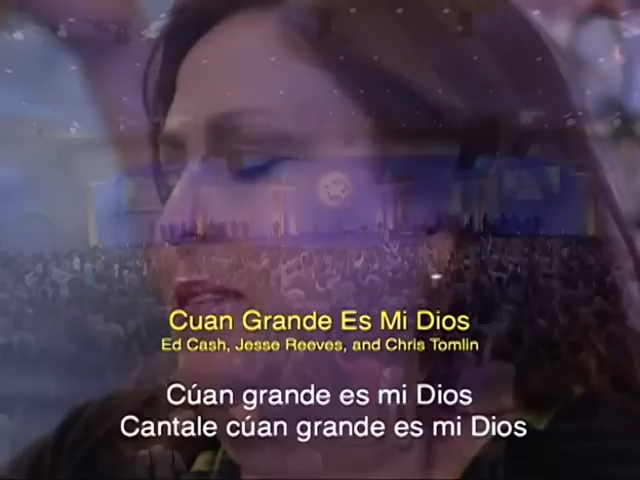 Cuan Grande Es Mi Dios
Ed Cash, Jesse Reeves, and Chris Tomlin
Cúan grande es mi Dios
Cantale cúan grande es mi Dios